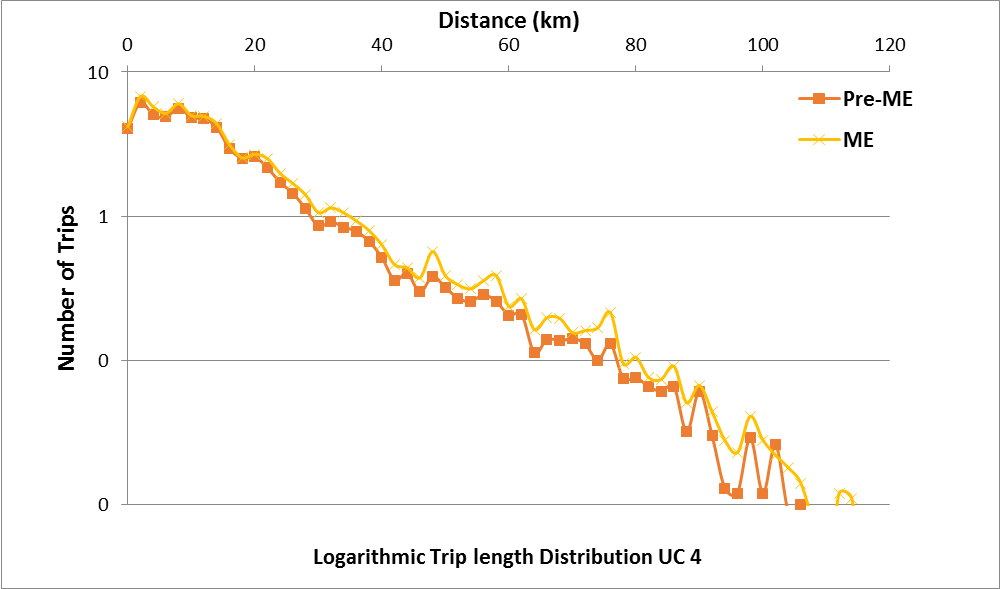 Distance (km)
0 20 40 60 80 100 120
10
1
0
0
Number of Trips
Pre-ME
ME
Logarithmic Trip length Distribution UC 4